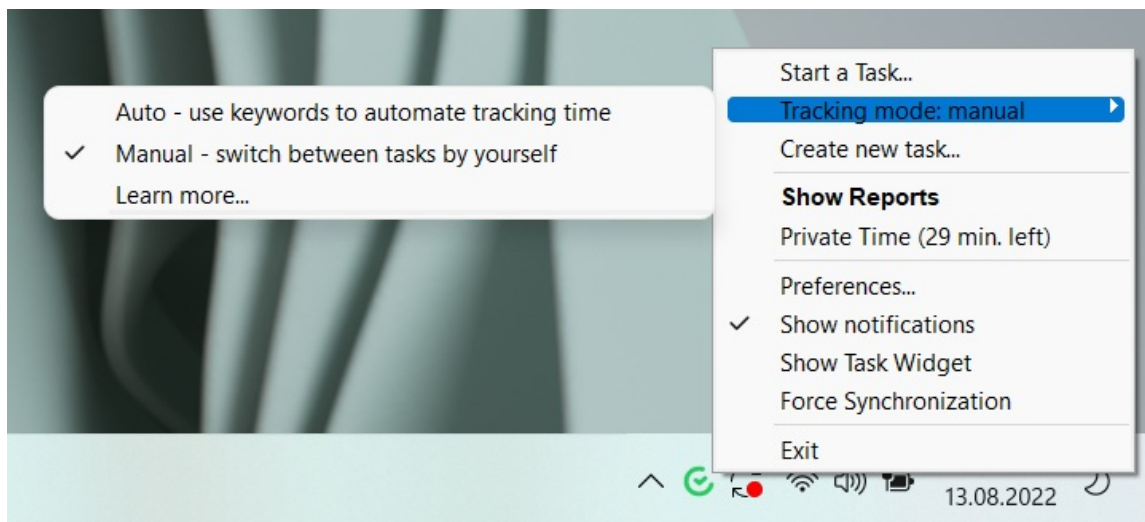 Auto - use keywords to automate tracking time
Manual - switch between tasks by yourself
Learn more...
Start a Task...
Tracking mode: manual
Create new task...
Show Reports
Private Time (29 min. left)
Preferences...
Show notifications
Show Task Widget
Force Synchronization
Exit
13.08.2022